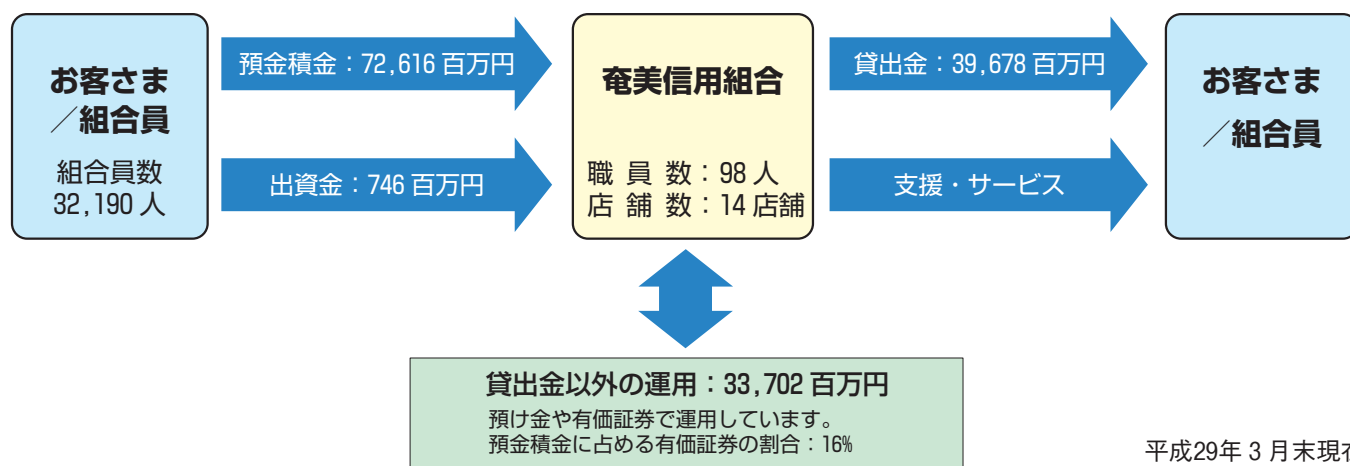 お客さま
／組合員
組合員数
32,190 人
預金積金：72,616 百万円
出資金：746 百万円
奄美信用組合
職 員 数：98 人
店 舗 数：14 店舗
貸出金：39,678 百万円
支援・サービス
お客さま
／組合員
貸出金以外の運用：33,702 百万円
預け金や有価証券で運用しています。
預金積金に占める有価証券の割合：16%
平成29年 3 月末現